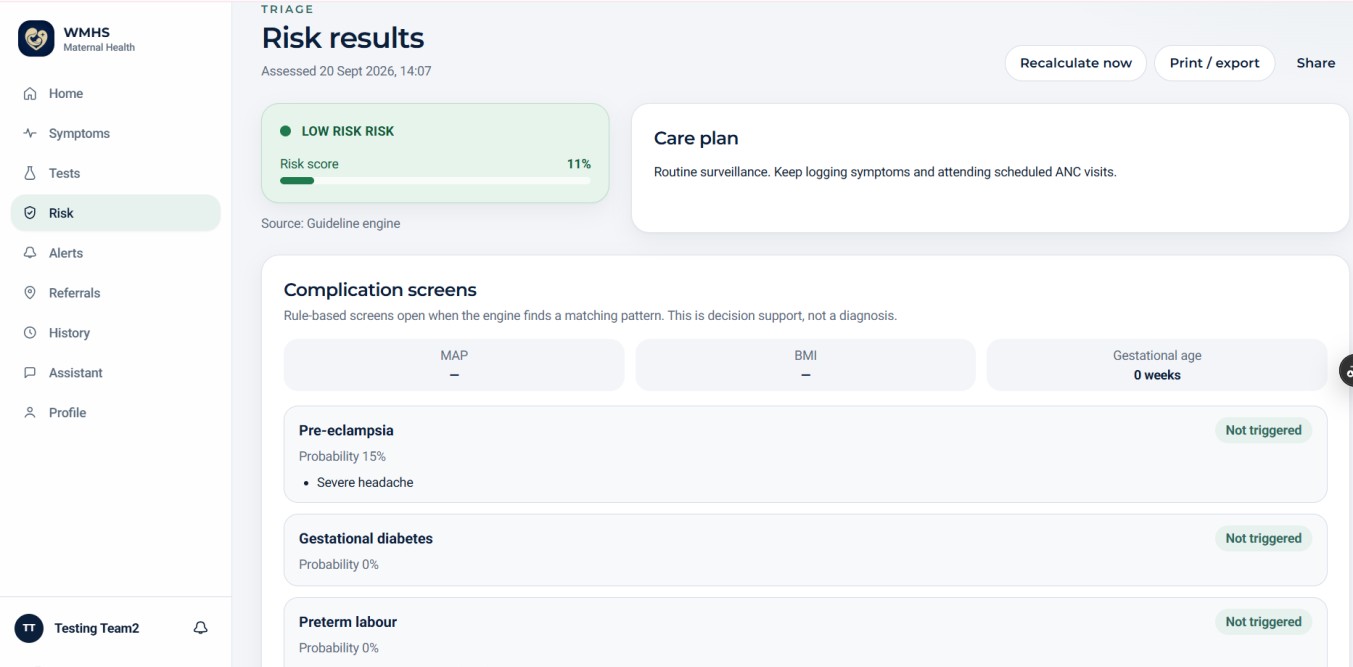 WMHS
Maternal Health
Home
Symptoms
Tests
Risk
Alerts
Referrals
History
Assistant
Profile
TT
Testing Team2
TRIAGE
Risk results
Assessed 20 Sept 2026, 14:07
Recalculate now
Print / export
Share
LOW RISK RISK
Risk score 11%
Source: Guideline engine
Care plan
Routine surveillance. Keep logging symptoms and attending scheduled ANC visits.
Complication screens
Rule-based screens open when the engine finds a matching pattern. This is decision support, not a diagnosis.
MAP
–
BMI
–
Gestational age
0 weeks
Pre-eclampsia
Not triggered
Probability 15%
• Severe headache
Gestational diabetes
Not triggered
Probability 0%
Preterm labour
Not triggered
Probability 0%